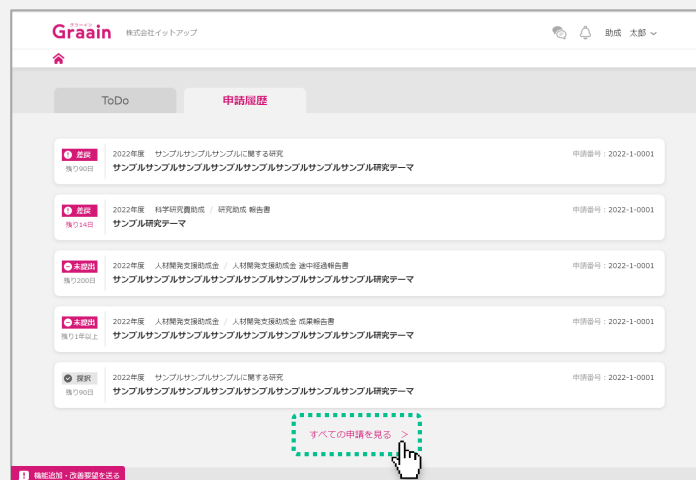 グラーイン
Graain 株式会社イットアップ 助成 太郎
ToDo 申請履歴
差戻 2022年度 サンプルサンプルサンプルに関する研究 申請番号：2022-1-0001
残り90日 サンプルサンプルサンプルサンプルサンプルサンプルサンプルサンプル研究テーマ
差戻 2022年度 科学研究費助成 / 研究助成 報告書 申請番号：2022-1-0001
残り14日 サンプル研究テーマ
未提出 2022年度 人材開発支援助成金 / 人材開発支援助成金 途中経過報告書 申請番号：2022-1-0001
残り200日 サンプルサンプルサンプルサンプルサンプルサンプルサンプルサンプル研究テーマ
未提出 2022年度 人材開発支援助成金 / 人材開発支援助成金 成果報告書 申請番号：2022-1-0001
残り1年以上 サンプルサンプルサンプルサンプルサンプルサンプルサンプルサンプル研究テーマ
採択 2022年度 サンプルサンプルサンプルに関する研究 申請番号：2022-1-0001
残り90日 サンプルサンプルサンプルサンプルサンプルサンプルサンプルサンプル研究テーマ
すべての申請を見る >
機能追加・改善要望を送る